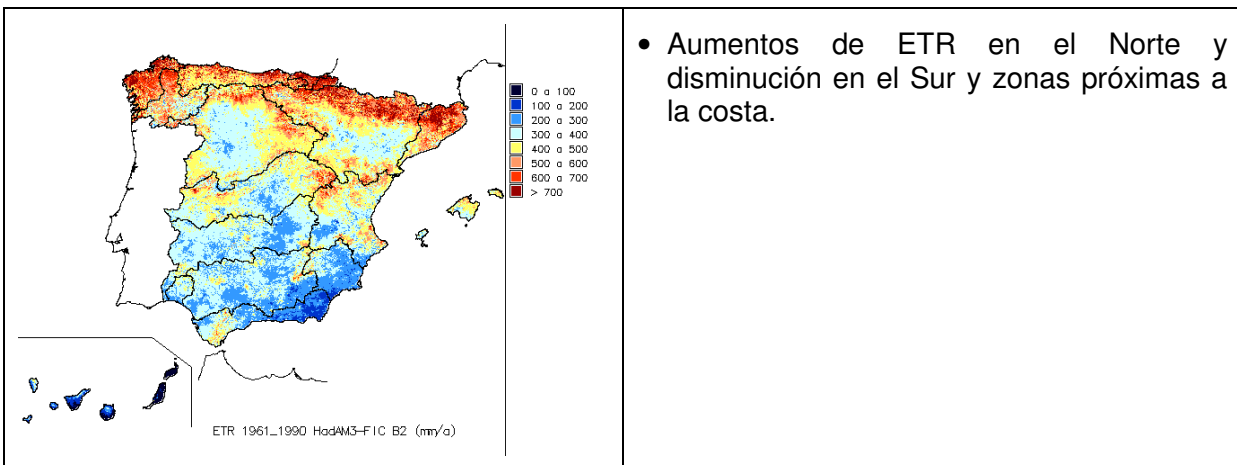 0 a 100
100 a 200
200 a 300
300 a 400
400 a 500
500 a 600
600 a 700
> 700
ETR 1961_1990 HadAM3-FIC B2 (mm/a)
• Aumentos de ETR en el Norte y
disminución en el Sur y zonas próximas a
la costa.